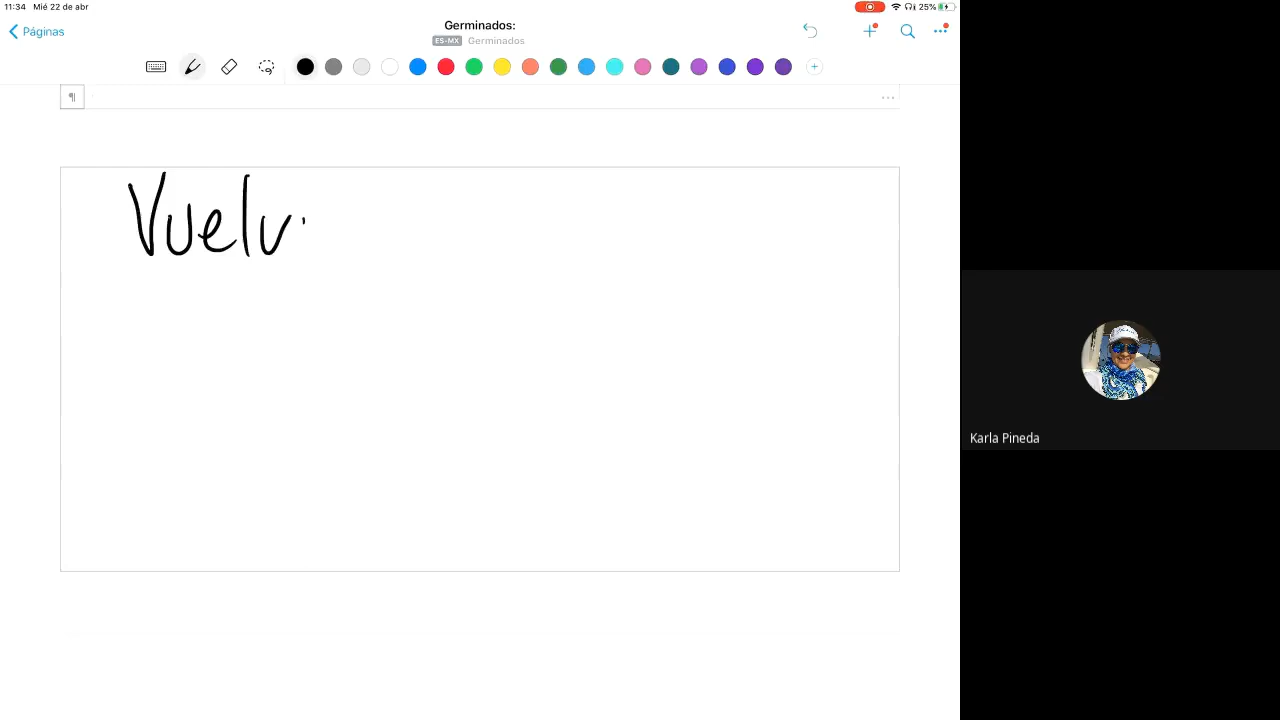 11:34 Mié 22 de abr 25%
Páginas
Germinados:
ES-MX Germinados
¶
Vuelv
Karla Pineda